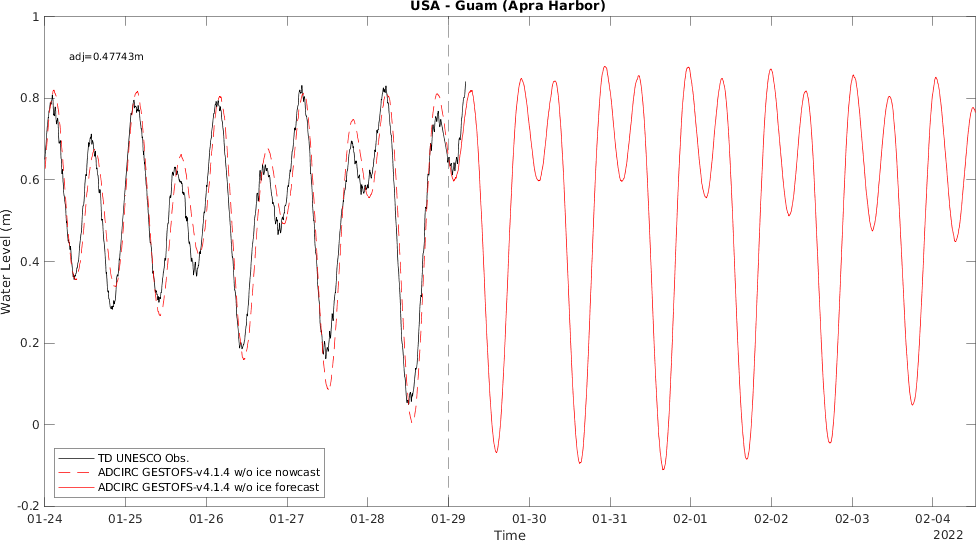 USA - Guam (Apra Harbor)
1
adj=0.47743m
0.8
0.6
0.4
0.2
0
-0.2
Water Level (m)
TD UNESCO Obs.
ADCIRC GESTOFS-v4.1.4 w/o ice nowcast
ADCIRC GESTOFS-v4.1.4 w/o ice forecast
01-24 01-25 01-26 01-27 01-28 01-29 01-30 01-31 02-01 02-02 02-03 02-04
Time
2022